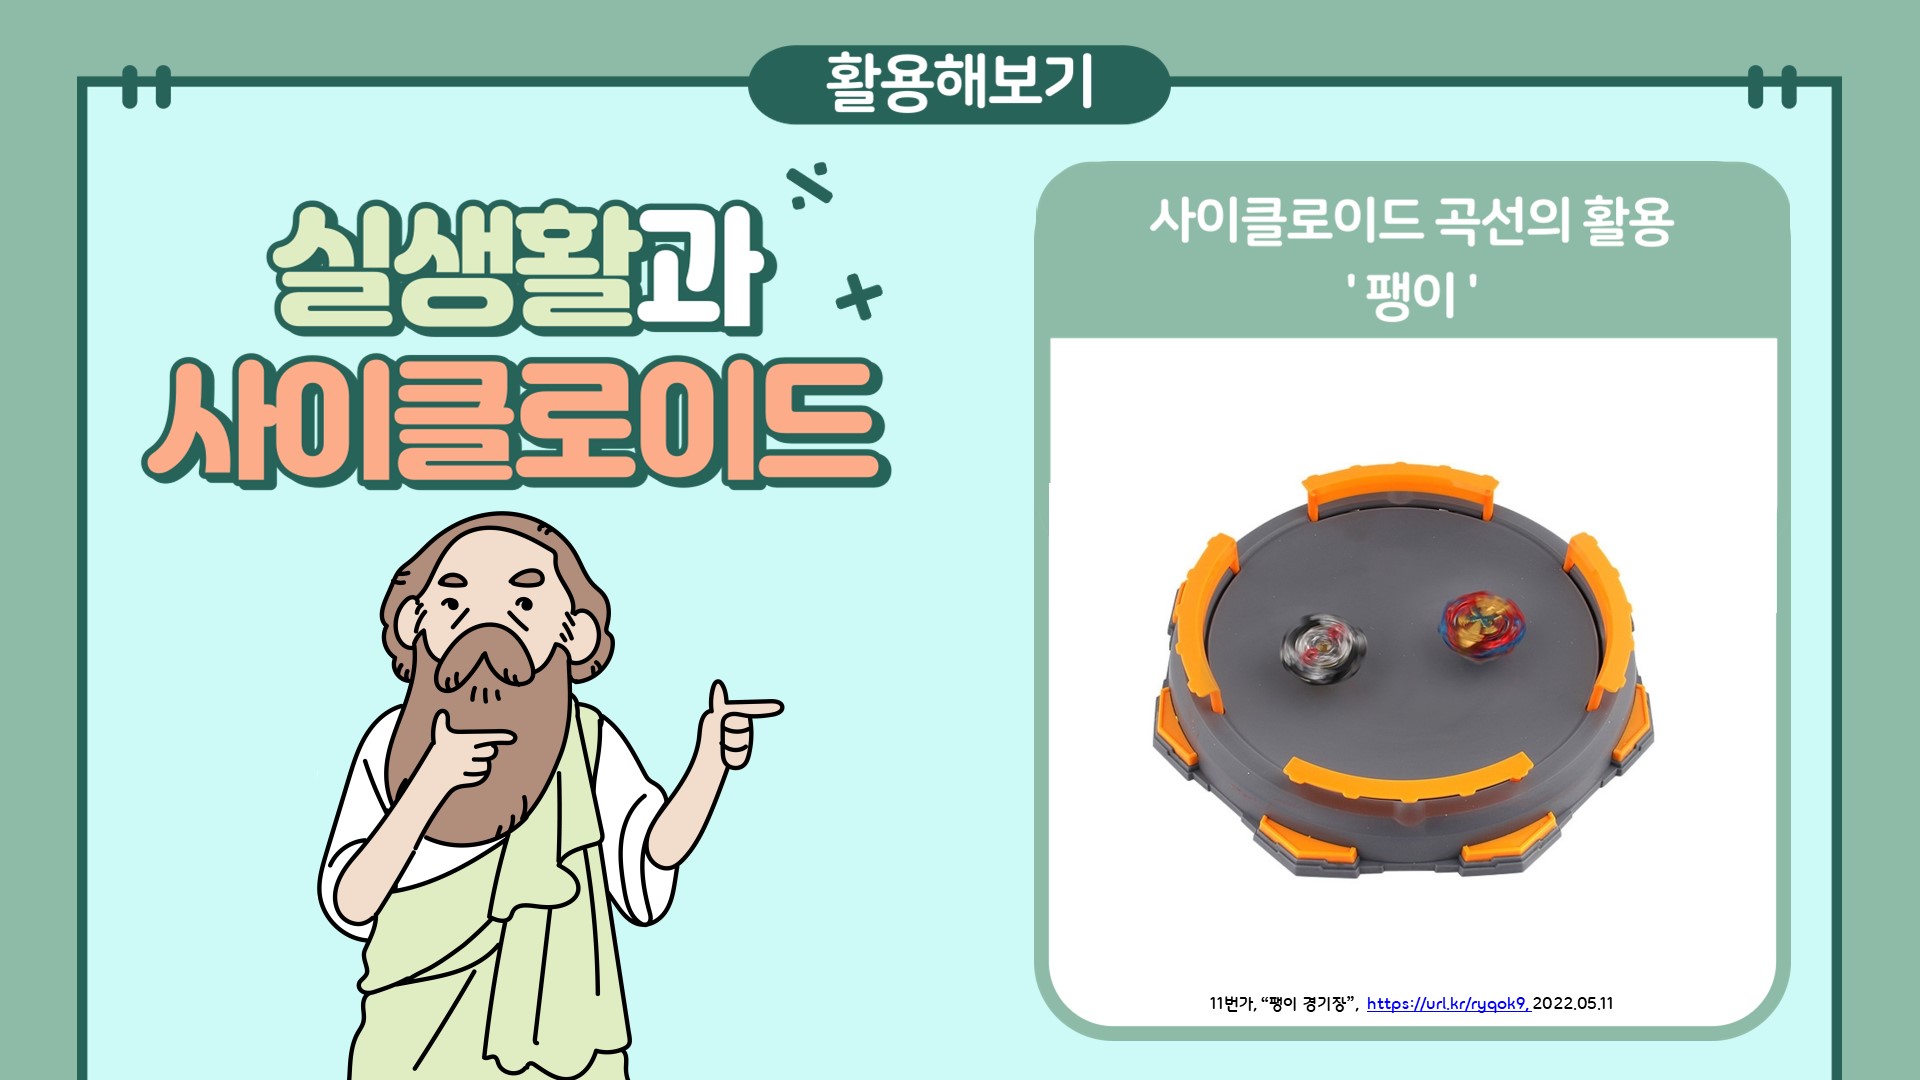 활용해보기
실생활과
사이클로이드
사이클로이드 곡선의 활용
' 팽이 '
11번가, “팽이 경기장”, https://url.kr/ryqok9, 2022.05.11